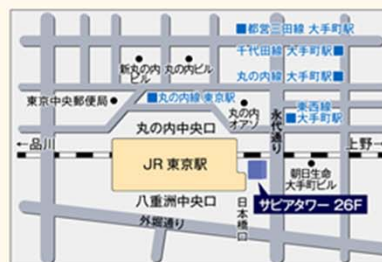 ■都営三田線 大手町駅
千代田線 大手町駅■
新丸の内ビル
丸の内ビル
丸の内線 大手町駅■
東京中央郵便局
■丸の内線 東京駅
丸の内オアゾ
永代通り
東西線
■大手町駅
丸の内中央口
←品川
上野→
JR 東京駅
朝日生命
大手町ビル
八重洲中央口
日本橋口
サピアタワー 26F
外堀通り